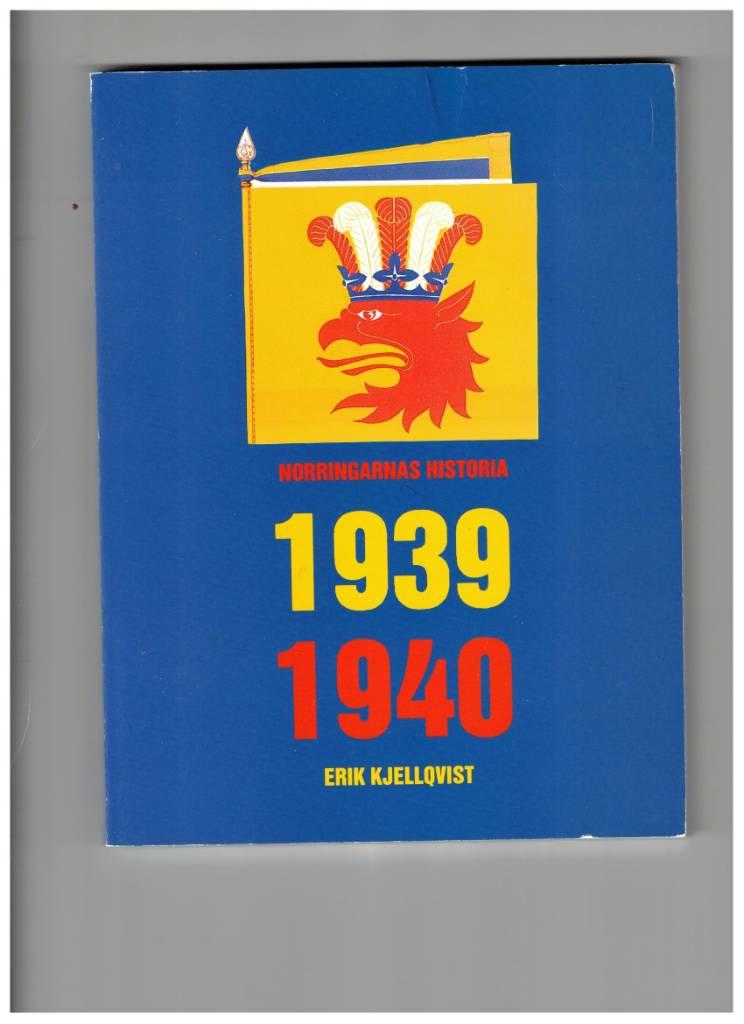 NORRINGARNAS HISTORIA
1939
1940
ERIK KJELLQVIST